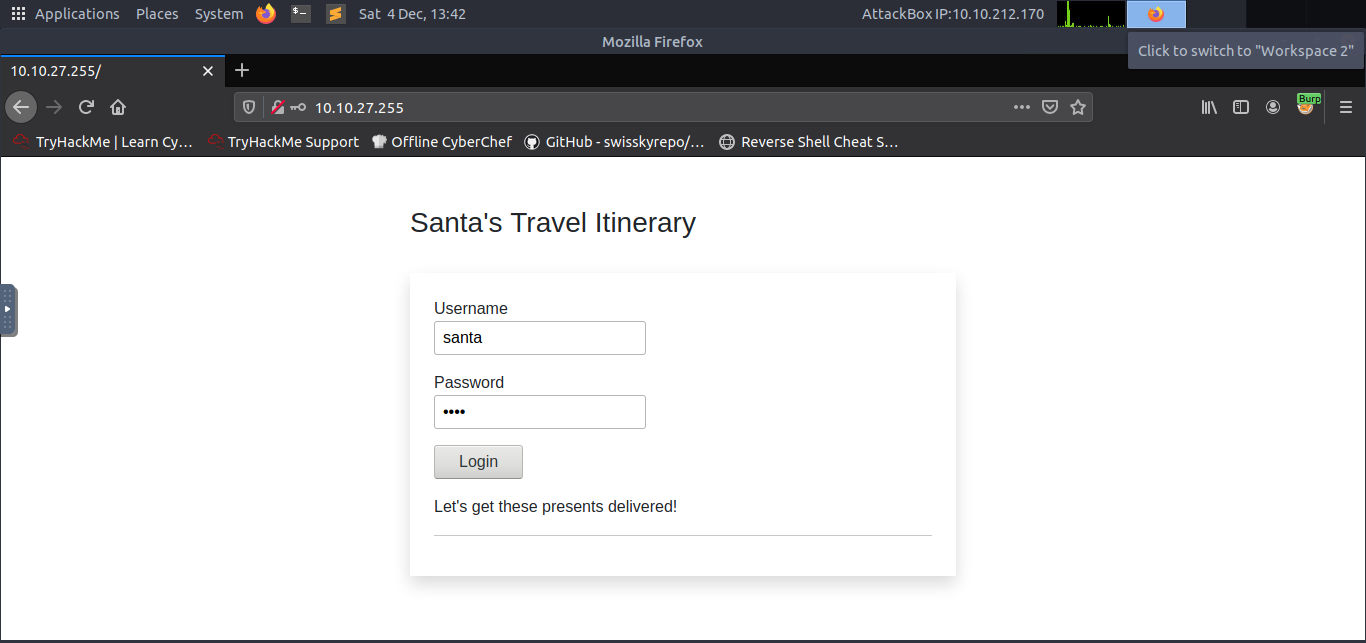 Applications Places System Sat 4 Dec, 13:42 AttackBox IP:10.10.212.170
Mozilla Firefox
Click to switch to "Workspace 2"
10.10.27.255/
10.10.27.255
Burp
TryHackMe | Learn Cy… TryHackMe Support Offline CyberChef GitHub - swisskyrepo/… Reverse Shell Cheat S…
Santa's Travel Itinerary
Username
santa
Password
••••
Login
Let's get these presents delivered!